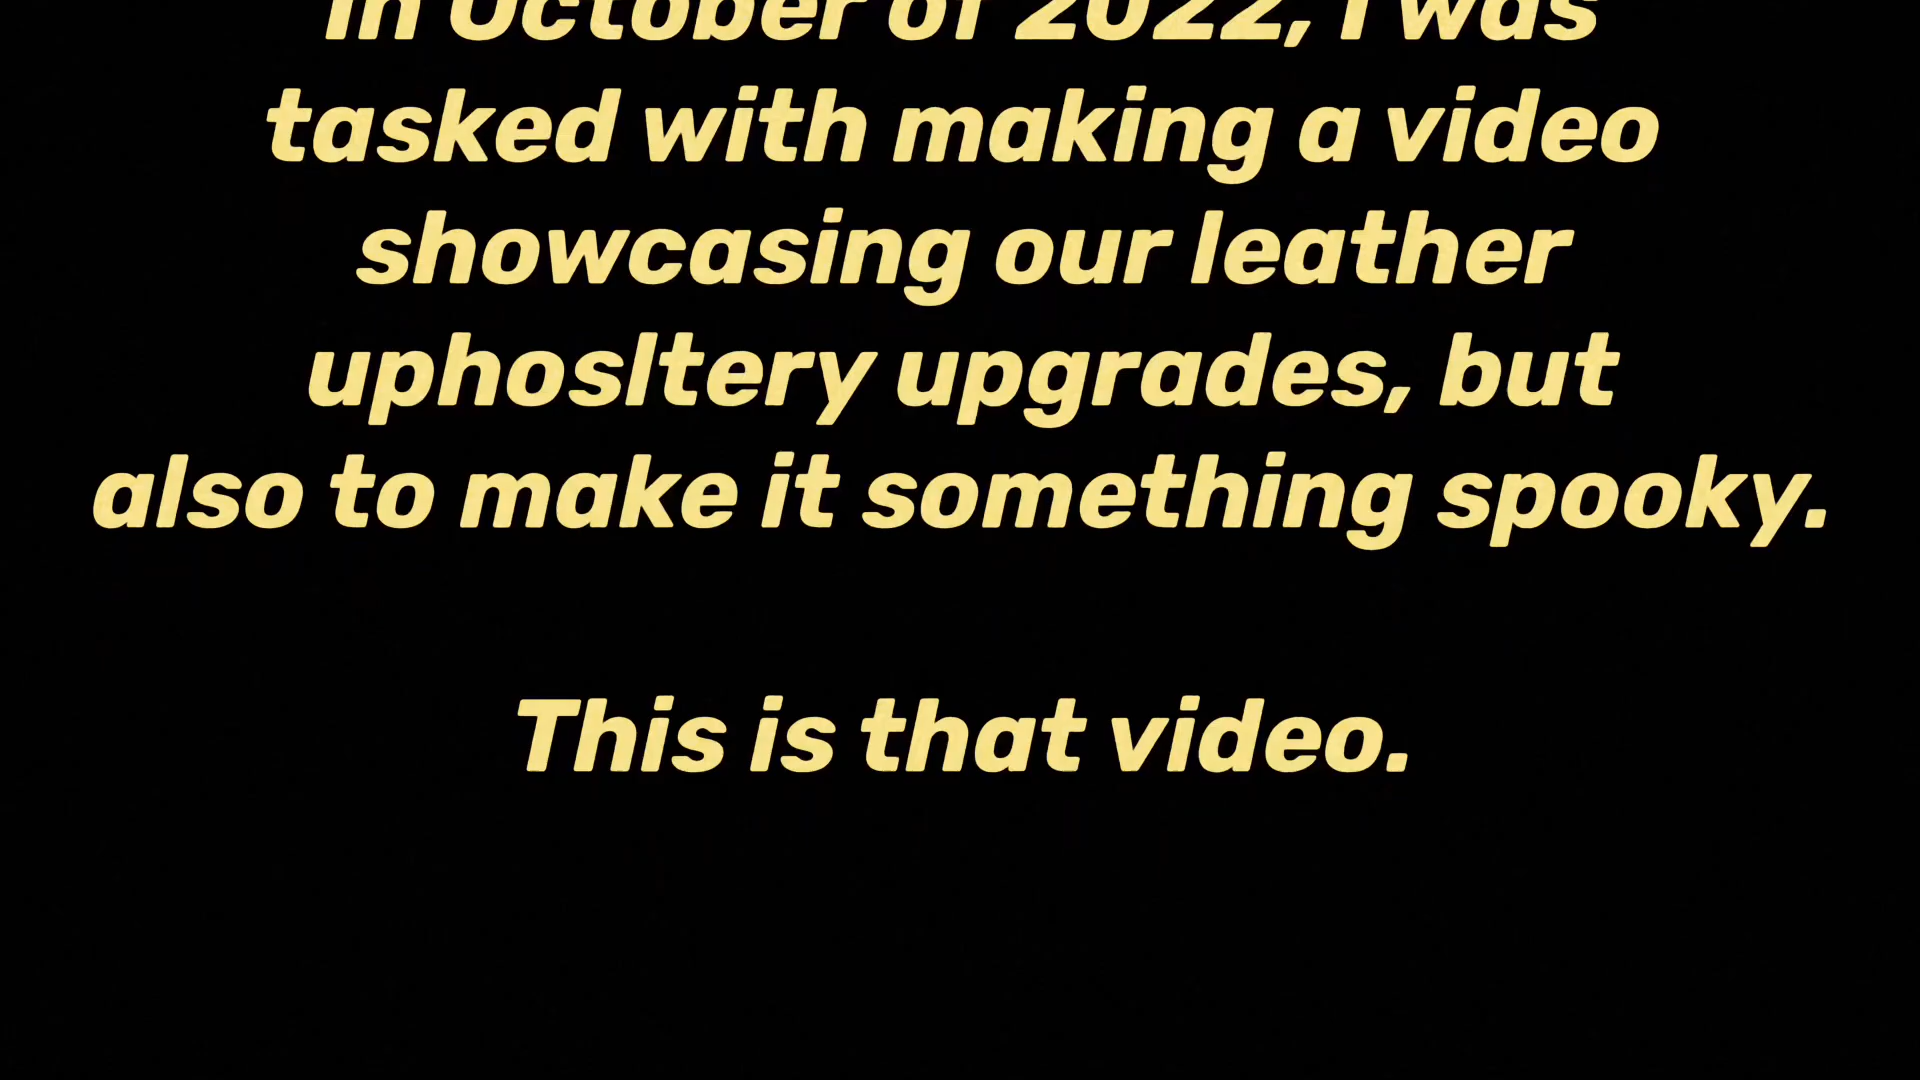 In October of 2022, I was
tasked with making a video
showcasing our leather
uphosltery upgrades, but
also to make it something spooky.
This is that video.